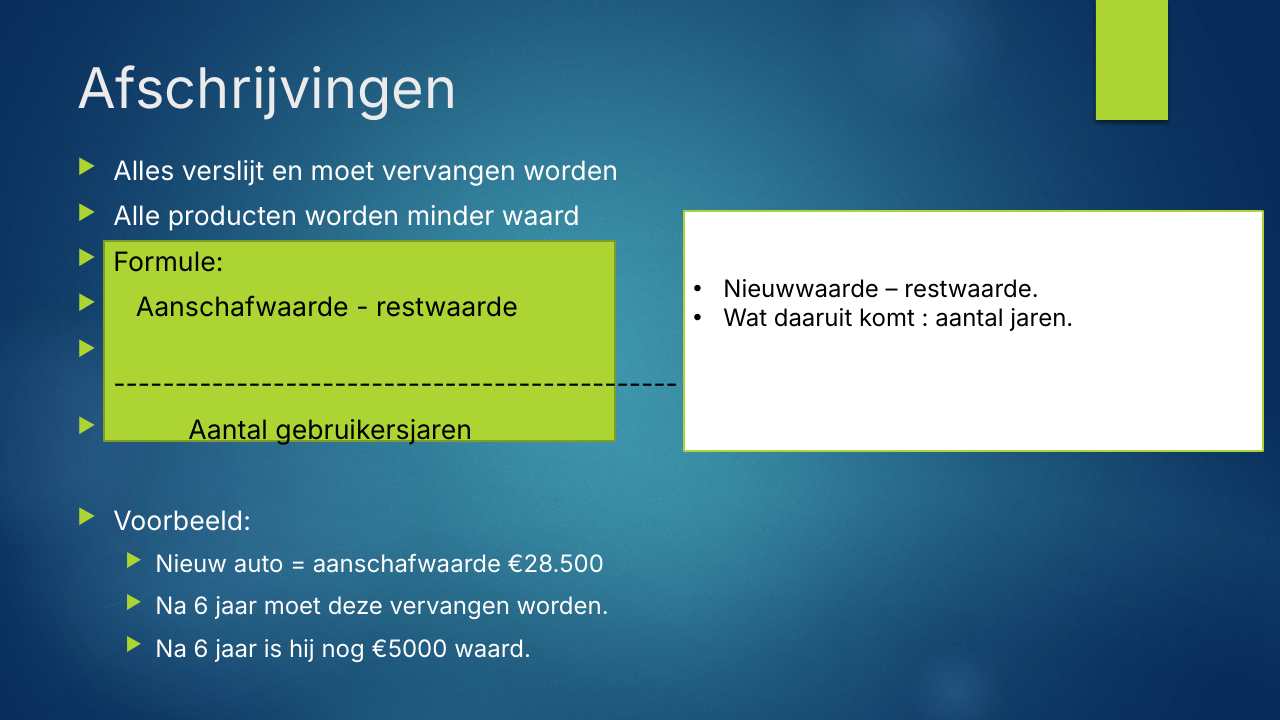 Afschrijvingen
Alles verslijt en moet vervangen worden
Alle producten worden minder waard
Formule:
Aanschafwaarde - restwaarde
----------------------------------------------
Aantal gebruikersjaren
• Nieuwwaarde – restwaarde.
• Wat daaruit komt : aantal jaren.
Voorbeeld:
Nieuw auto = aanschafwaarde €28.500
Na 6 jaar moet deze vervangen worden.
Na 6 jaar is hij nog €5000 waard.